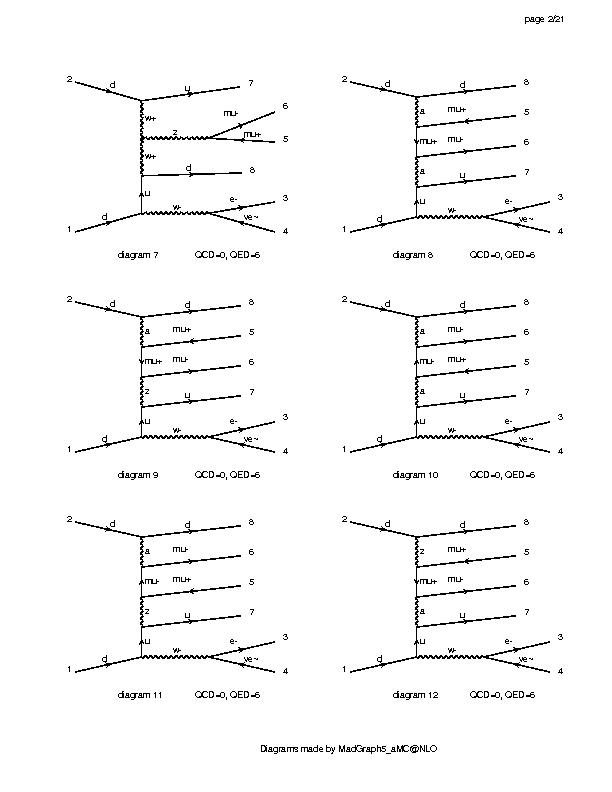 page 2/21
2 d u 7
w+
mu- 6
z mu+ 5
w+
d 8
u
e- 3
w- ve~
1 d 4
diagram 7 QCD=0, QED=6
2 d d 8
a mu+ 5
mu+ mu- 6
a u 7
u
e- 3
w- ve~
1 d 4
diagram 8 QCD=0, QED=6
2 d d 8
a mu+ 5
mu+ mu- 6
z u 7
u
e- 3
w- ve~
1 d 4
diagram 9 QCD=0, QED=6
2 d d 8
a mu- 6
mu- mu+ 5
a u 7
u
e- 3
w- ve~
1 d 4
diagram 10 QCD=0, QED=6
2 d d 8
a mu- 6
mu- mu+ 5
z u 7
u
e- 3
w- ve~
1 d 4
diagram 11 QCD=0, QED=6
2 d d 8
z mu+ 5
mu+ mu- 6
a u 7
u
e- 3
w- ve~
1 d 4
diagram 12 QCD=0, QED=6
Diagrams made by MadGraph5_aMC@NLO